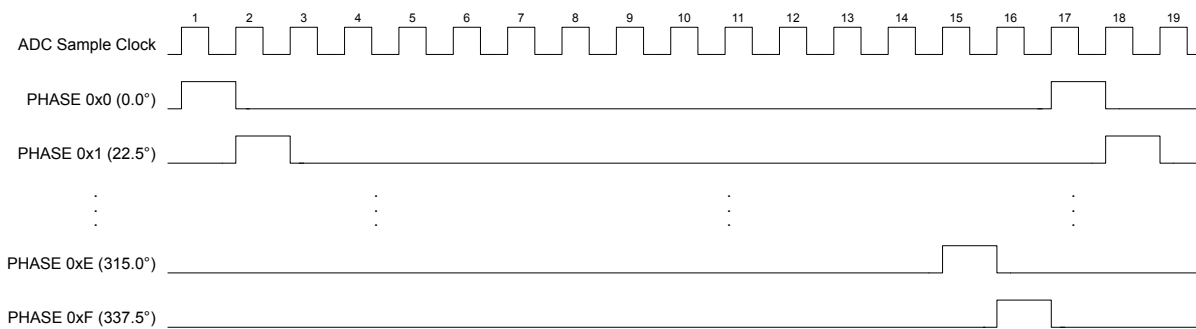 1 2 3 4 5 6 7 8 9 10 11 12 13 14 15 16 17 18 19
ADC Sample Clock
PHASE 0x0 (0.0°)
PHASE 0x1 (22.5°)
PHASE 0xE (315.0°)
PHASE 0xF (337.5°)